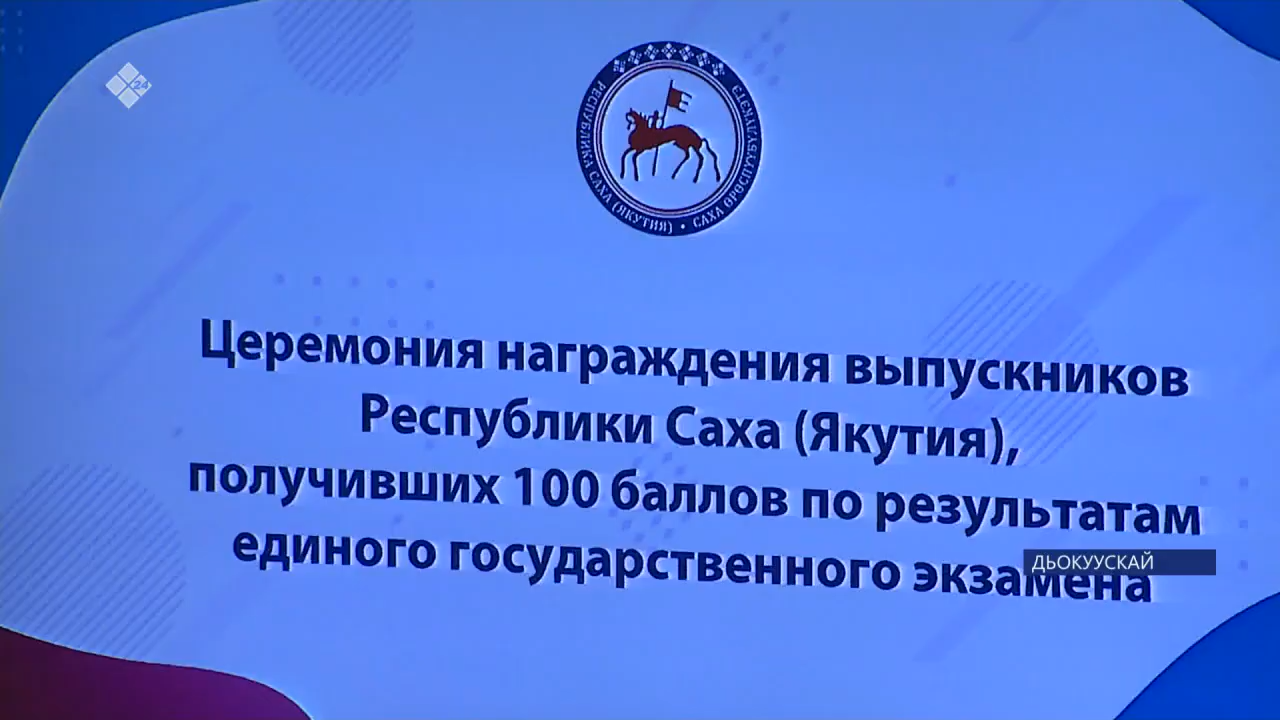 24
РЕСПУБЛИКА САХА (ЯКУТИЯ) • САХА ӨРӨСПҮҮБҮЛҮКЭТЭ
Церемония награждения выпускников
Республики Саха (Якутия),
получивших 100 баллов по результатам
единого государственного экзамена
ДЬОКУУСКАЙ